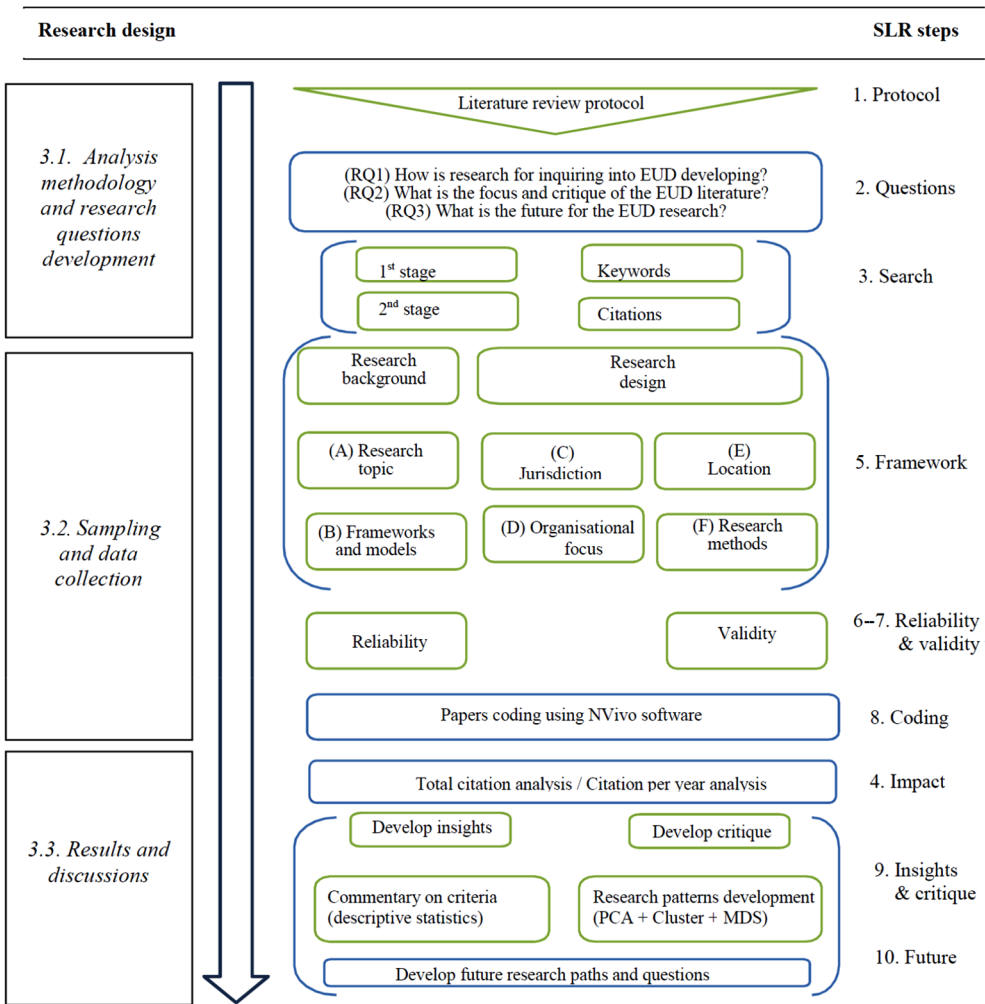 Research design
SLR steps
3.1. Analysis
methodology
and research
questions
development
Literature review protocol
1. Protocol
(RQ1) How is research for inquiring into EUD developing?
(RQ2) What is the focus and critique of the EUD literature?
(RQ3) What is the future for the EUD research?
2. Questions
1st stage
Keywords
2nd stage
Citations
3. Search
3.2. Sampling
and data
collection
Research
background
Research
design
(A) Research
topic
(C)
Jurisdiction
(E)
Location
(B) Frameworks
and models
(D) Organisational
focus
(F) Research
methods
5. Framework
Reliability
Validity
6--7. Reliability
& validity
Papers coding using NVivo software
8. Coding
3.3. Results and
discussions
Total citation analysis / Citation per year analysis
4. Impact
Develop insights
Develop critique
Commentary on criteria
(descriptive statistics)
Research patterns development
(PCA + Cluster + MDS)
9. Insights
& critique
Develop future research paths and questions
10. Future